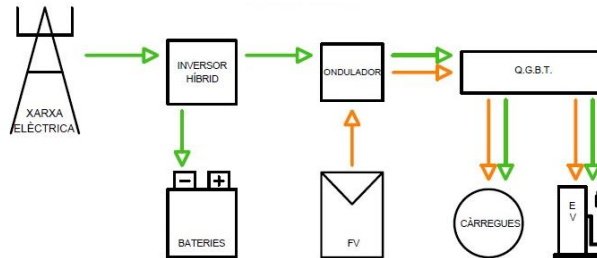 INVERSOR
HÍBRID
ONDULADOR
Q.G.B.T.
XARXA
ELÈCTRICA
- +
BATERIES
FV
CÀRREGUES
E
V